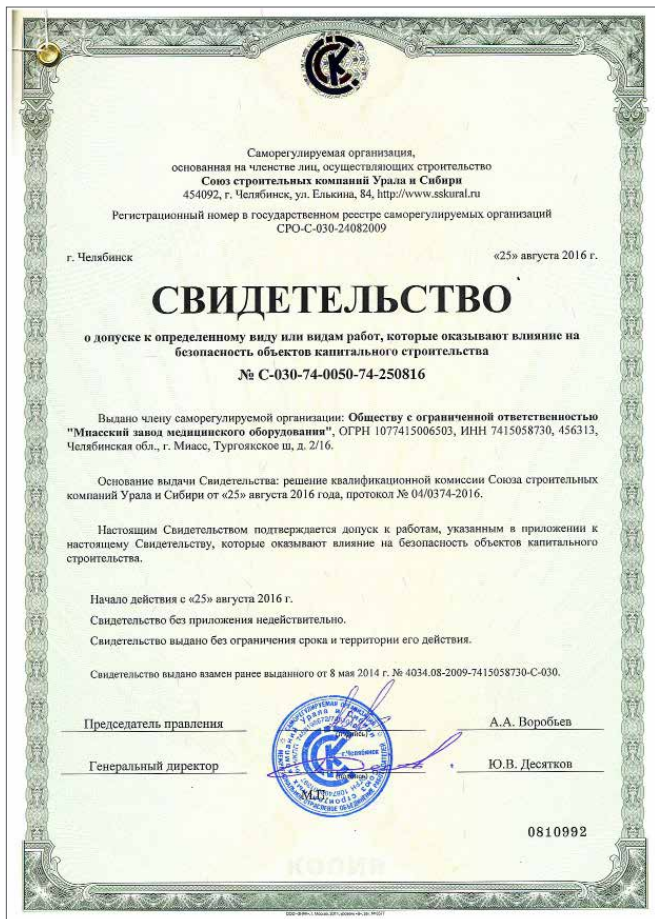 Саморегулируемая организация,
основанная на членстве лиц, осуществляющих строительство
Союз строительных компаний Урала и Сибири
454092, г. Челябинск, ул. Елькина, 84, http://www.sskural.ru
Регистрационный номер в государственном реестре саморегулируемых организаций
СРО-С-030-24082009
г. Челябинск «25» августа 2016 г.
СВИДЕТЕЛЬСТВО
о допуске к определенному виду или видам работ, которые оказывают влияние на
безопасность объектов капитального строительства
№ С-030-74-0050-74-250816
Выдано члену саморегулируемой организации: Обществу с ограниченной ответственностью
"Миасский завод медицинского оборудования", ОГРН 1077415006503, ИНН 7415058730, 456313,
Челябинская обл., г. Миасс, Тургоякское ш, д. 2/16.
Основание выдачи Свидетельства: решение квалификационной комиссии Союза строительных
компаний Урала и Сибири от «25» августа 2016 года, протокол № 04/0374-2016.
Настоящим Свидетельством подтверждается допуск к работам, указанным в приложении к
настоящему Свидетельству, которые оказывают влияние на безопасность объектов капитального
строительства.
Начало действия с «25» августа 2016 г.
Свидетельство без приложения недействительно.
Свидетельство выдано без ограничения срока и территории его действия.
Свидетельство выдано взамен ранее выданного от 8 мая 2014 г. № 4034.08-2009-7415058730-С-030.
Председатель правления (подпись) А.А. Воробьев
г. Челябинск
Генеральный директор (подпись) Ю.В. Десятков
М.П.
0810992
КОПИЯ